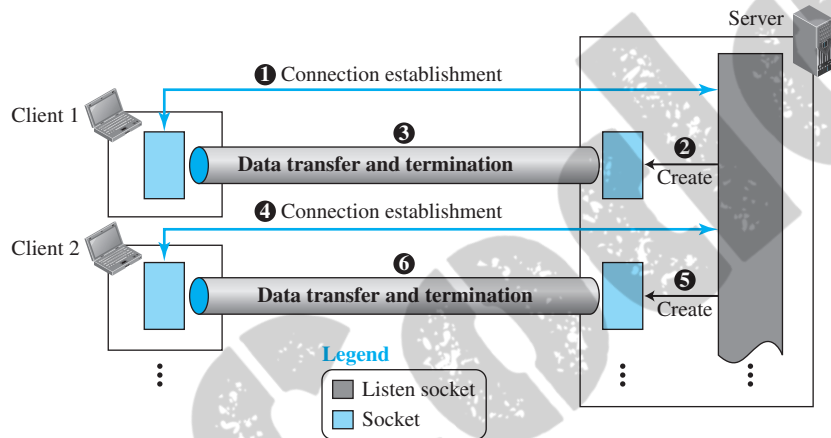 Server
❶ Connection establishment
Client 1
❸
Data transfer and termination
❷
Create
❹ Connection establishment
Client 2
❻
Data transfer and termination
❺
Create
Legend
Listen socket
Socket